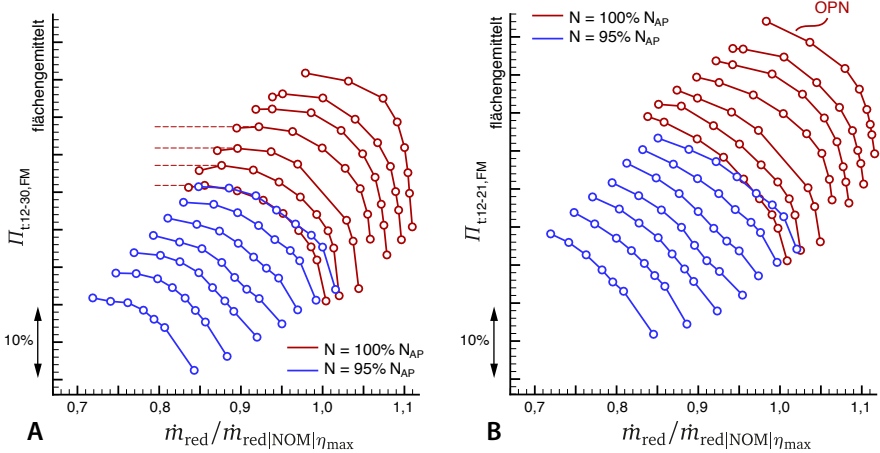 flächengemittelt
Π t:12-30,FM
10%
N = 100% N_AP
N = 95% N_AP
0,7 0,8 0,9 1,0 1,1
A
ṁ_red/ṁ_red|NOM|η_max
OPN
N = 100% N_AP
N = 95% N_AP
flächengemittelt
Π t:12-21,FM
10%
0,7 0,8 0,9 1,0 1,1
B
ṁ_red/ṁ_red|NOM|η_max